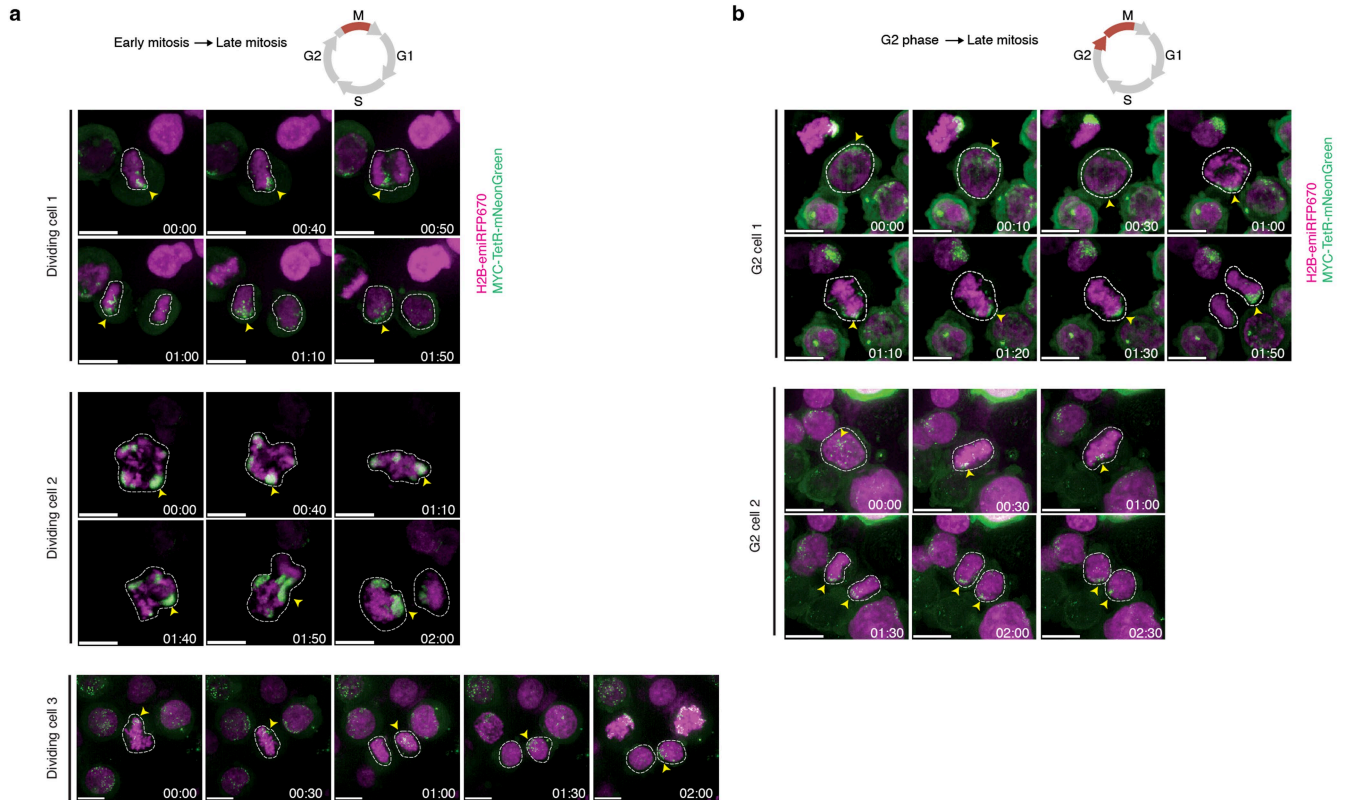 a
Early mitosis → Late mitosis
M
G2
G1
S
Dividing cell 1
00:00
00:40
00:50
01:00
01:10
01:50
H2B-emiRFP670
MYC-TetR-mNeonGreen
Dividing cell 2
00:00
00:40
01:10
01:40
01:50
02:00
Dividing cell 3
00:00
00:30
01:00
01:30
02:00
b
G2 phase → Late mitosis
M
G2
G1
S
G2 cell 1
00:00
00:10
00:30
01:00
01:10
01:20
01:30
01:50
H2B-emiRFP670
MYC-TetR-mNeonGreen
G2 cell 2
00:00
00:30
01:00
01:30
02:00
02:30